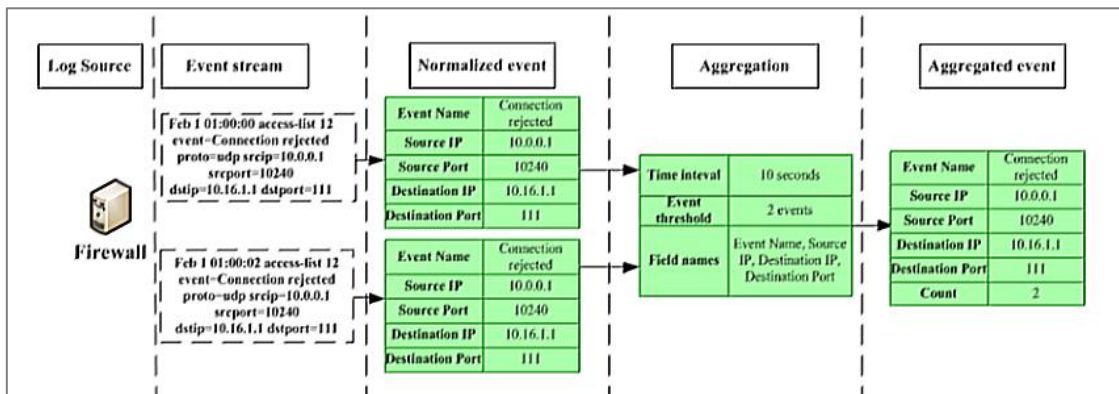 Log Source
Event stream
Normalized event
Aggregation
Aggregated event
Firewall
Feb 1 01:00:00 access-list 12
event=Connection rejected
proto=udp srcip=10.0.0.1
srcport=10240
dstip=10.16.1.1 dstport=111
Feb 1 01:00:02 access-list 12
event=Connection rejected
proto=udp srcip=10.0.0.1
srcport=10240
dstip=10.16.1.1 dstport=111
Event Name Connection
rejected
Source IP 10.0.0.1
Source Port 10240
Destination IP 10.16.1.1
Destination Port 111
Event Name Connection
rejected
Source IP 10.0.0.1
Source Port 10240
Destination IP 10.16.1.1
Destination Port 111
Time inteval 10 seconds
Event
threshold 2 events
Field names Event Name, Source
IP, Destination IP,
Destination Port
Event Name Connection
rejected
Source IP 10.0.0.1
Source Port 10240
Destination IP 10.16.1.1
Destination Port 111
Count 2